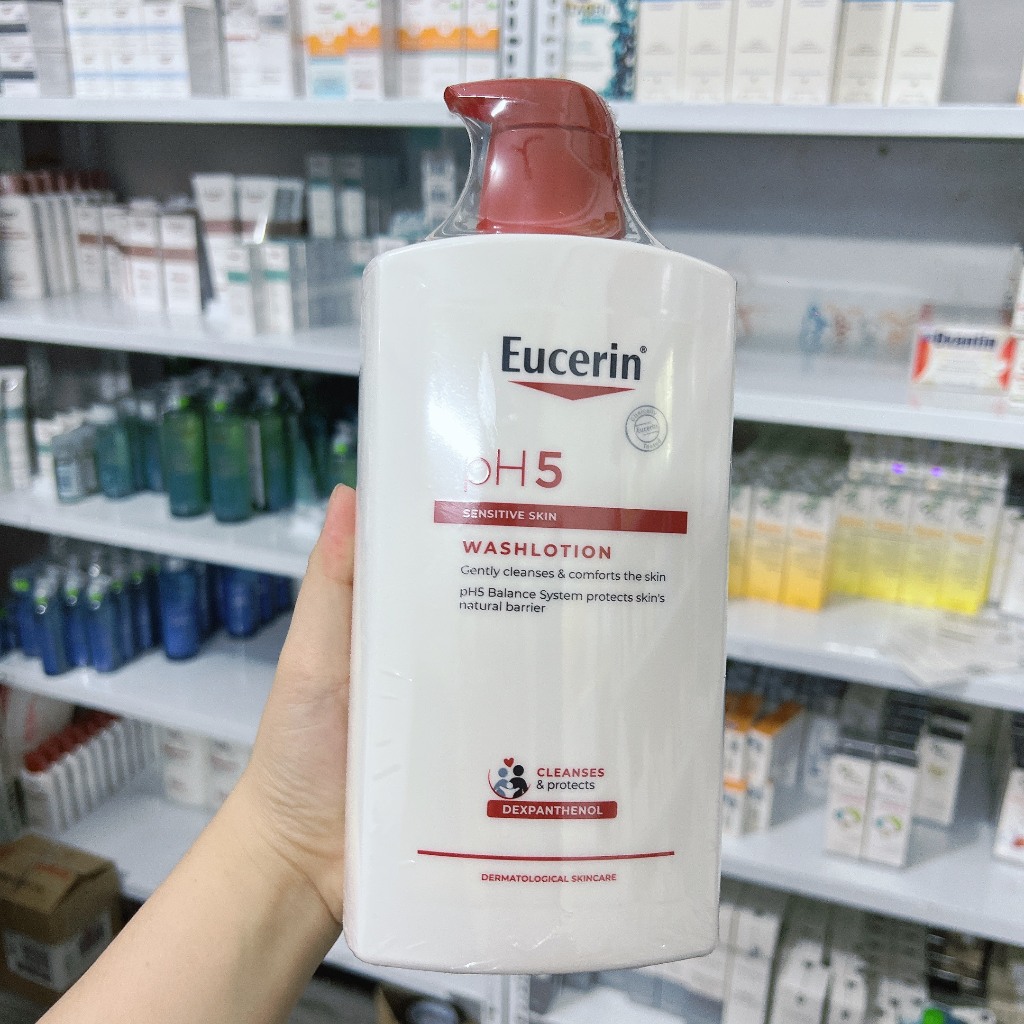 Eucerin®
pH5
SENSITIVE SKIN
WASHLOTION
Gently cleanses & comforts the skin
pH5 Balance System protects skin's
natural barrier
CLEANSES
& protects
DEXPANTHENOL
DERMATOLOGICAL SKINCARE